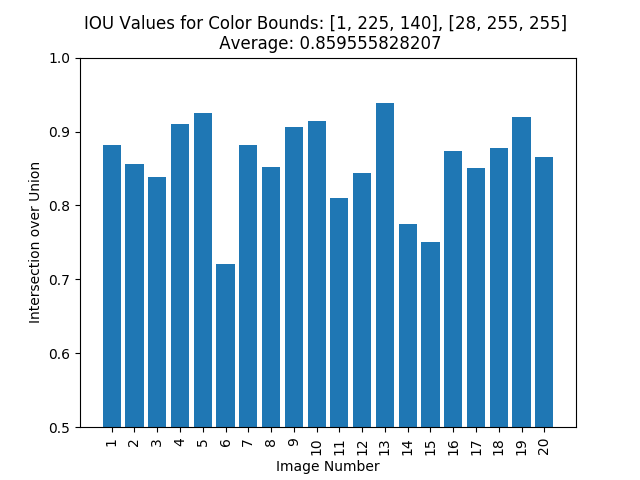 IOU Values for Color Bounds: [1, 225, 140], [28, 255, 255]
Average: 0.859555828207
1.0
0.9
0.8
0.7
0.6
0.5
Intersection over Union
1 2 3 4 5 6 7 8 9 10 11 12 13 14 15 16 17 18 19 20
Image Number